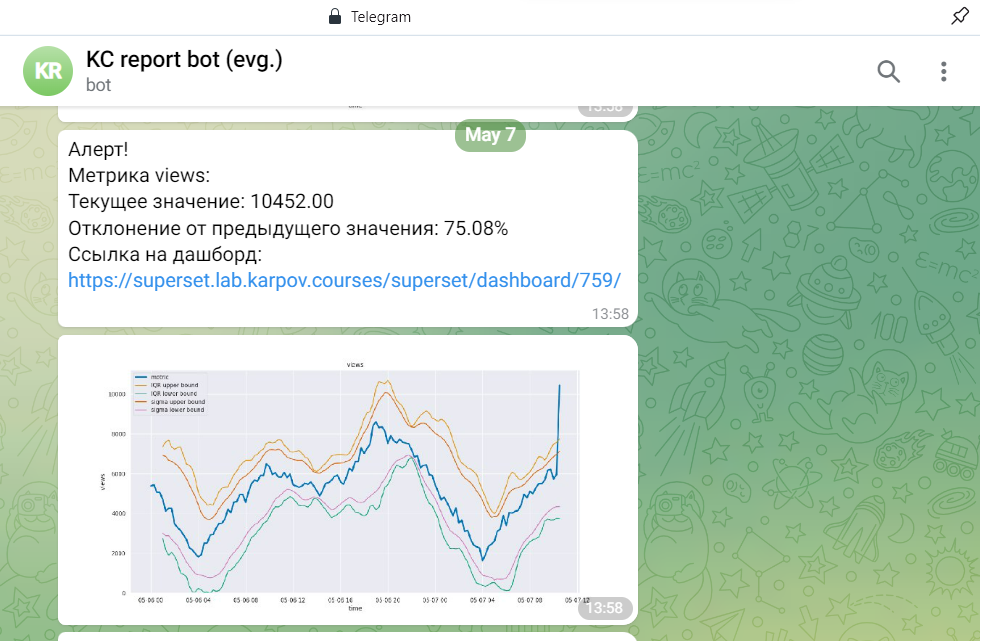 Telegram
KR
KC report bot (evg.)
bot
time
13:58
May 7
Алерт!
Метрика views:
Текущее значение: 10452.00
Отклонение от предыдущего значения: 75.08%
Ссылка на дашборд:
https://superset.lab.karpov.courses/superset/dashboard/759/
13:58
views
metric
IQR upper bound
IQR lower bound
sigma upper bound
sigma lower bound
10000
8000
6000
4000
2000
0
views
05-06 00 05-06 04 05-06 08 05-06 12 05-06 16 05-06 20 05-07 00 05-07 04 05-07 08 05-07 12
time
13:58